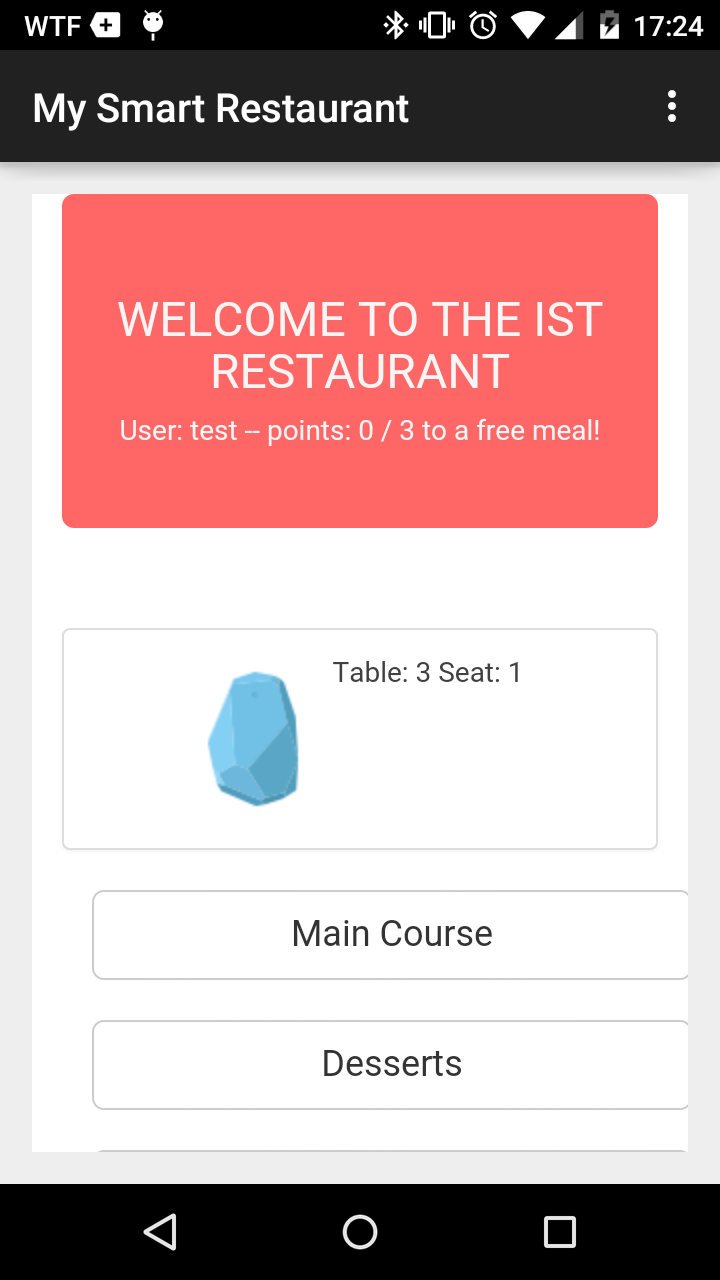 WTF 17:24
My Smart Restaurant
WELCOME TO THE IST
RESTAURANT
User: test -- points: 0 / 3 to a free meal!
Table: 3 Seat: 1
Main Course
Desserts